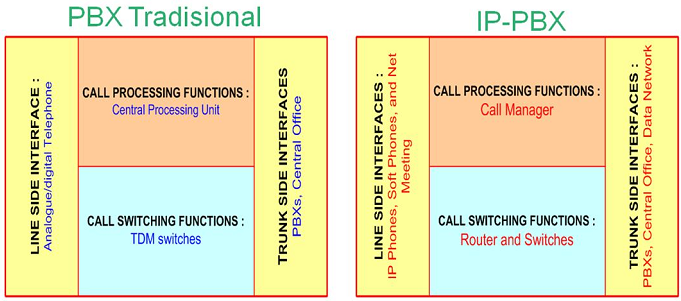 PBX Tradisional
LINE SIDE INTERFACE :
Analogue/digital Telephone
CALL PROCESSING FUNCTIONS :
Central Processing Unit
CALL SWITCHING FUNCTIONS :
TDM switches
TRUNK SIDE INTERFACES
PBXs, Central Office
IP-PBX
LINE SIDE INTERFACES :
IP Phones, Soft Phones, and Net
Meeting
CALL PROCESSING FUNCTIONS :
Call Manager
CALL SWITCHING FUNCTIONS :
Router and Switches
TRUNK SIDE INTERFACES :
PBXs, Central Office, Data Network